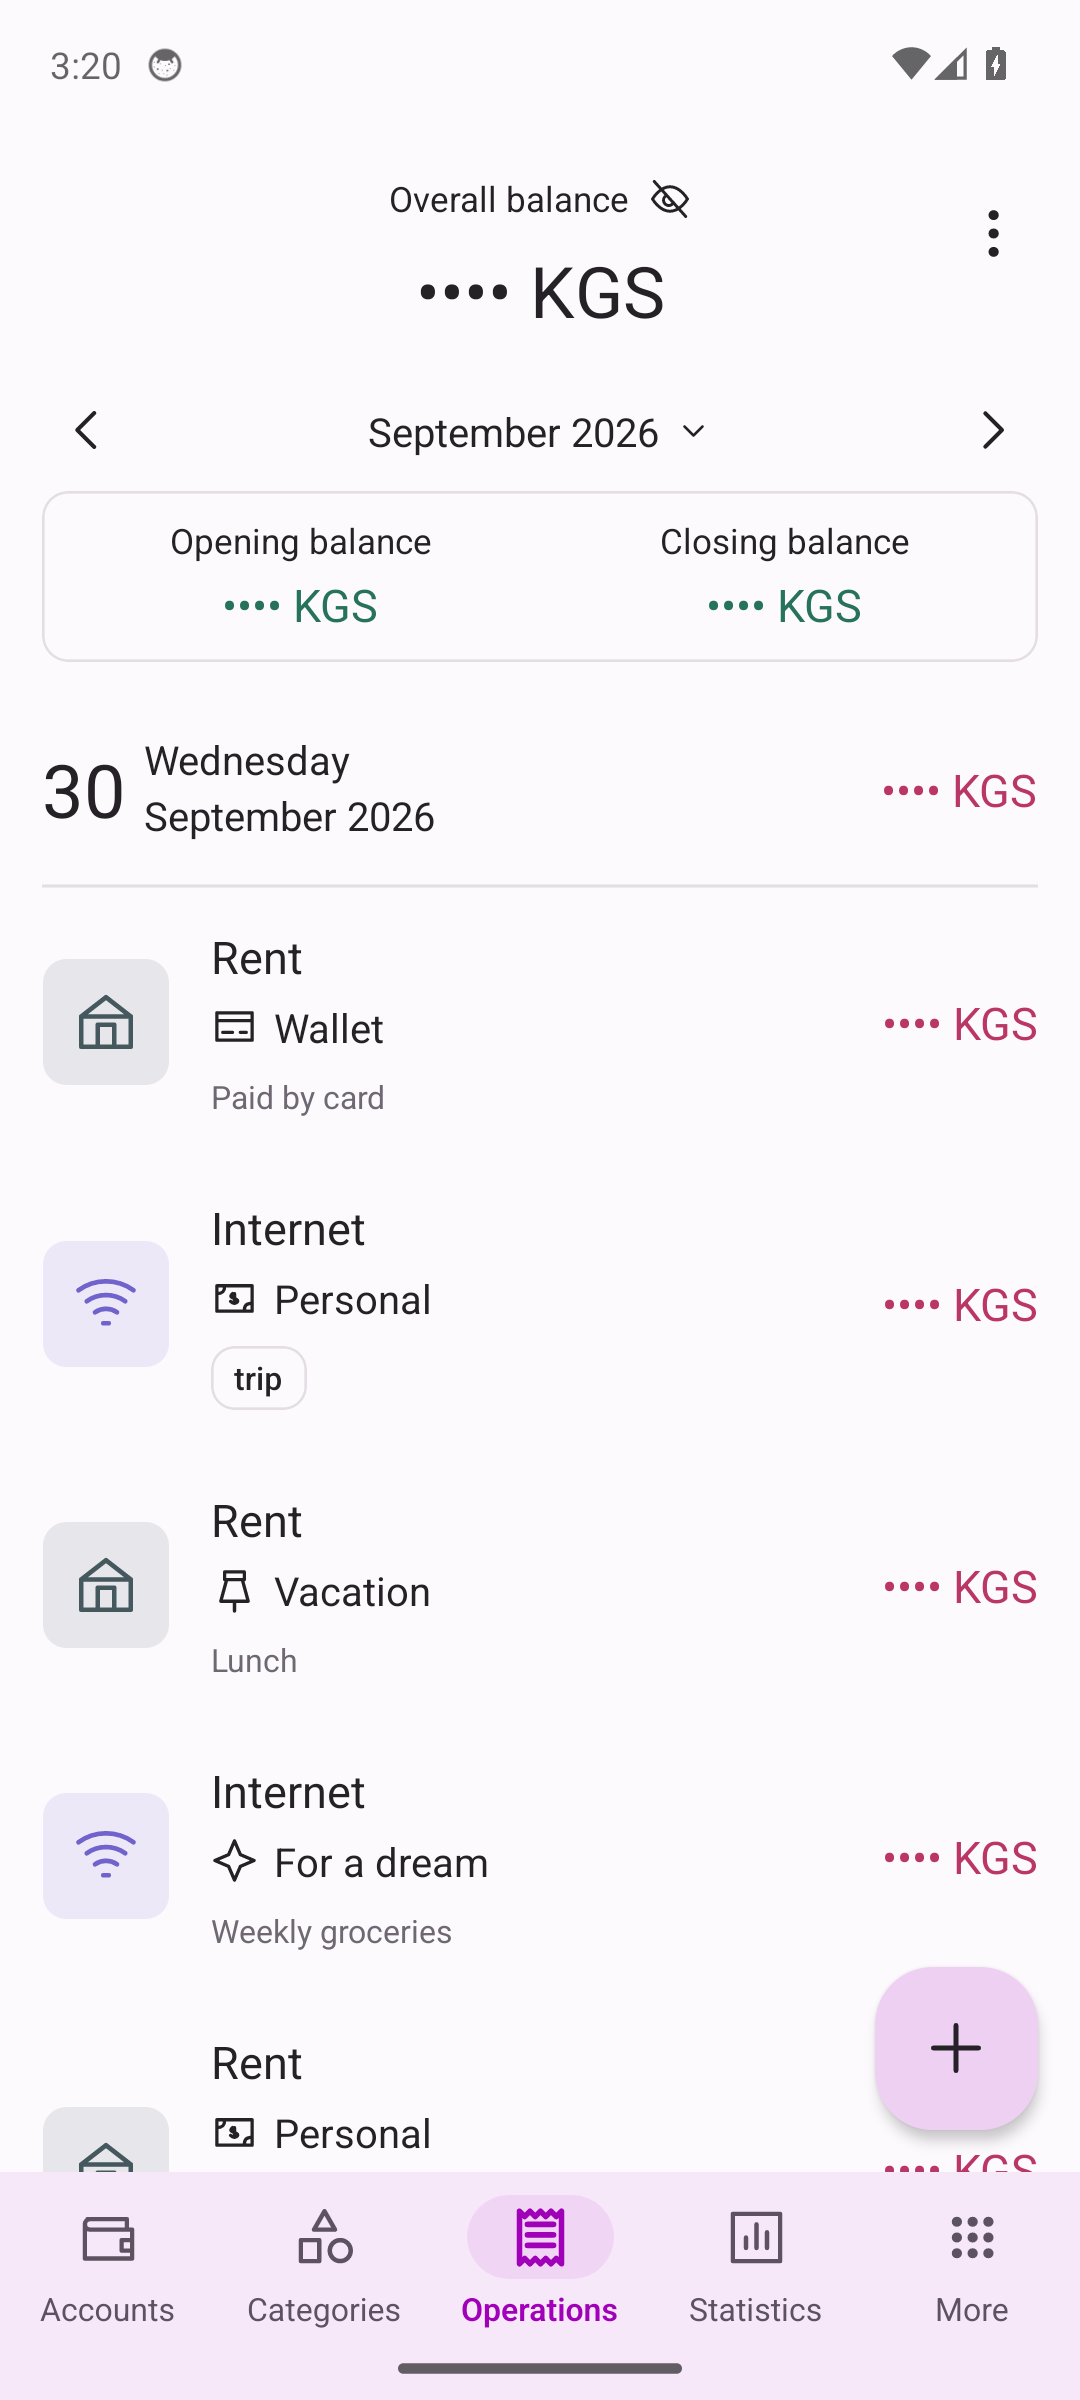 3:20
Overall balance
•••• KGS
September 2026
Opening balance
Closing balance
•••• KGS
•••• KGS
30
Wednesday
September 2026
•••• KGS
Rent
Wallet
•••• KGS
Paid by card
Internet
Personal
•••• KGS
trip
Rent
Vacation
•••• KGS
Lunch
Internet
For a dream
•••• KGS
Weekly groceries
Rent
Personal
•••• KGS
Accounts
Categories
Operations
Statistics
More